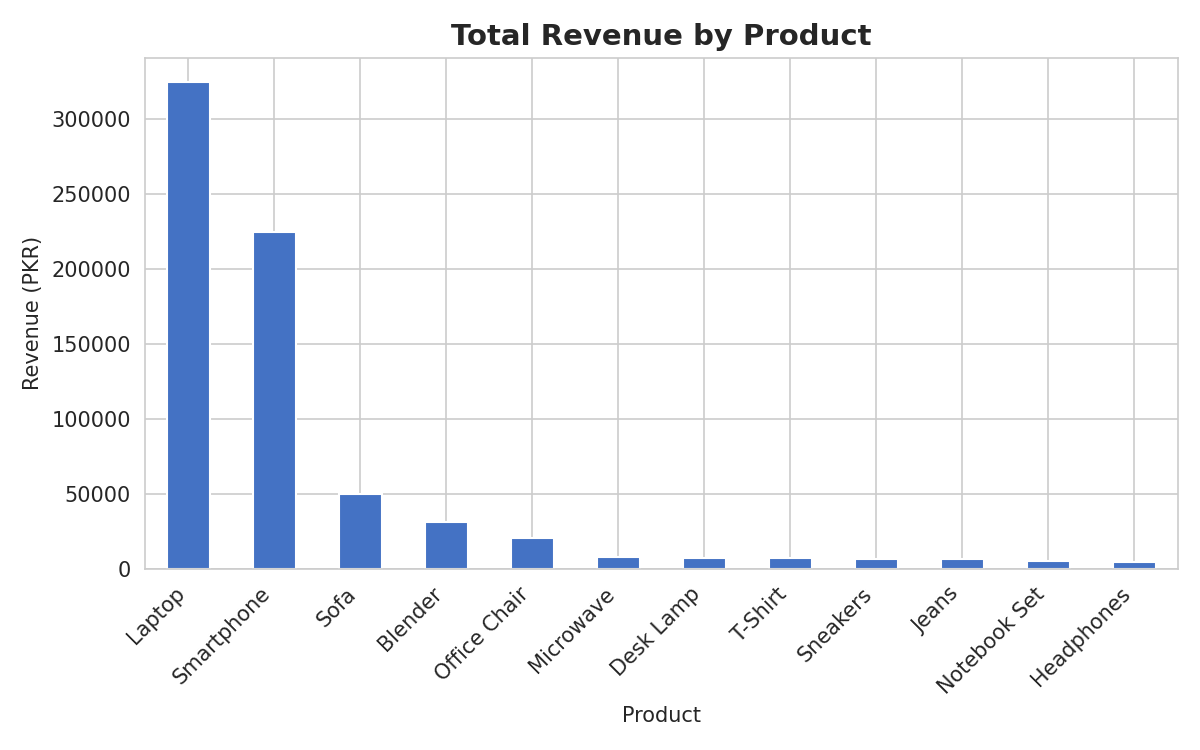 Total Revenue by Product
Revenue (PKR)
300000
250000
200000
150000
100000
50000
0
Laptop
Smartphone
Sofa
Blender
Office Chair
Microwave
Desk Lamp
T-Shirt
Sneakers
Jeans
Notebook Set
Headphones
Product